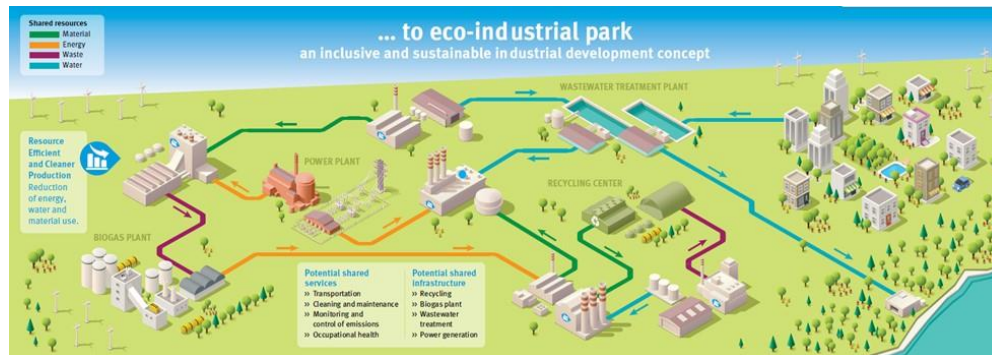 Shared resources
Material
Energy
Waste
Water
... to eco-industrial park
an inclusive and sustainable industrial development concept
WASTEWATER TREATMENT PLANT
Resource
Efficient
and Cleaner
Production
Reduction
of energy,
water and
material use.
POWER PLANT
RECYCLING CENTER
BIOGAS PLANT
Potential shared
services
» Transportation
» Cleaning and maintenance
» Monitoring and
control of emissions
» Occupational health
Potential shared
infrastructure
» Recycling
» Biogas plant
» Wastewater
treatment
» Power generation